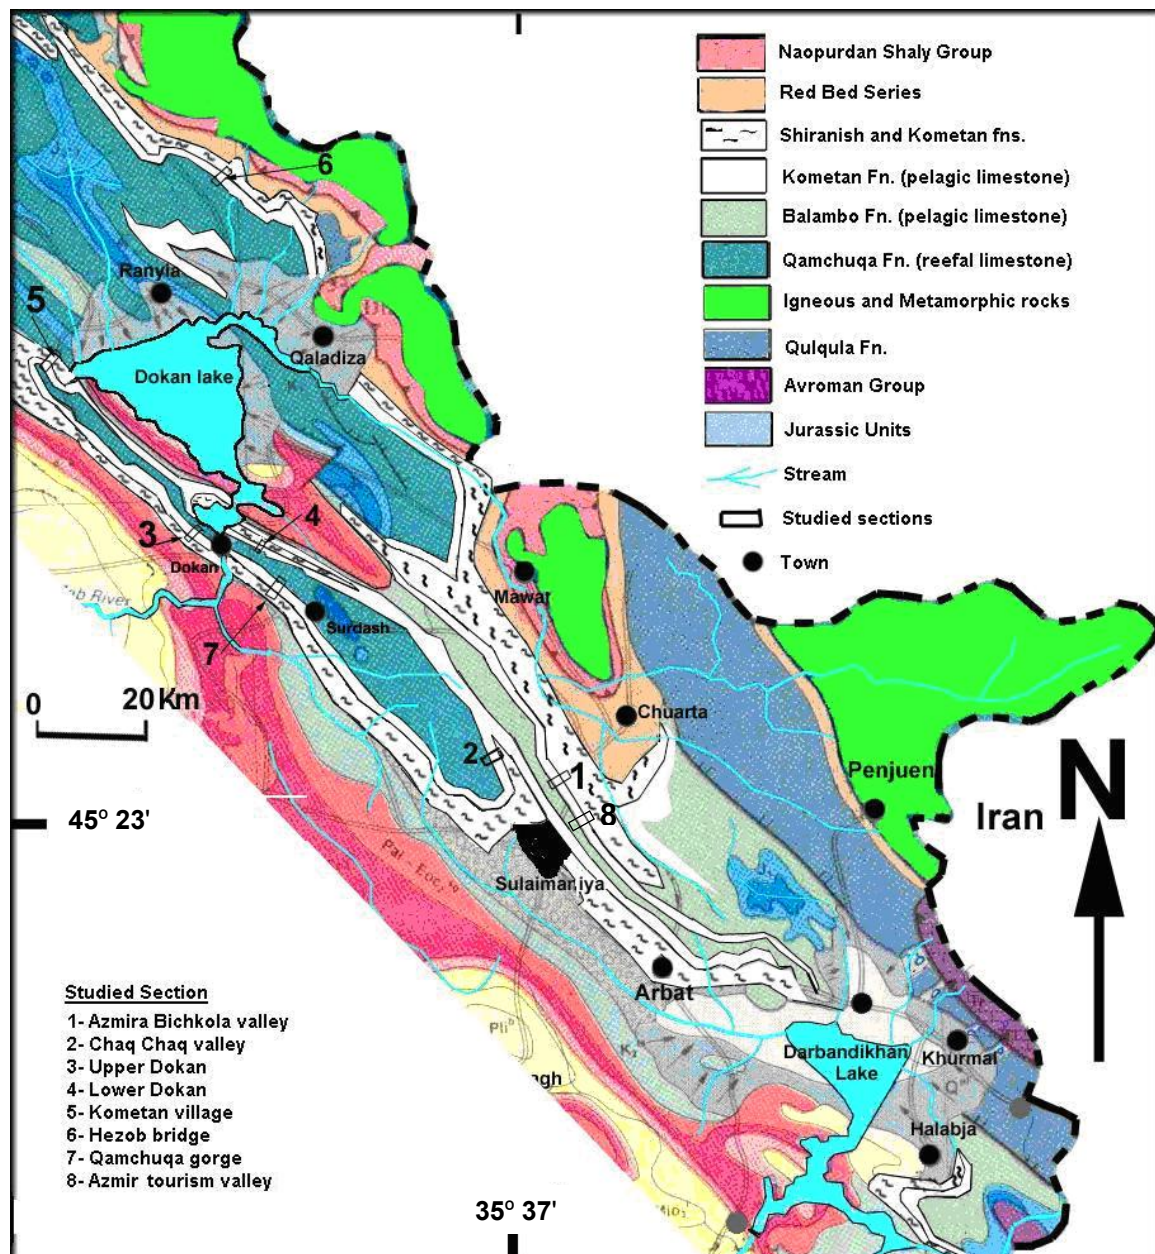 Naopurdan Shaly Group
Red Bed Series
Shiranish and Kometan fns.
Kometan Fn. (pelagic limestone)
Balambo Fn. (pelagic limestone)
Qamchuqa Fn. (reefal limestone)
Igneous and Metamorphic rocks
Qulqula Fn.
Avroman Group
Jurassic Units
Stream
Studied sections
Town
6
Ranyia
5
Qaladiza
Dokan lake
3
4
Dokan
Mawat
Surdash
7
River
0 20 Km
Chuarta
2
1
Penjuen
8
Iran
N
45° 23'
Sulaimaniya
Pal - Eoc.
Arbat
Pli
Darbandikhan
Lake
Khurmal
agh
Halabja
Studied Section
1- Azmira Bichkola valley
2- Chaq Chaq valley
3- Upper Dokan
4- Lower Dokan
5- Kometan village
6- Hezob bridge
7- Qamchuqa gorge
8- Azmir tourism valley
35° 37'